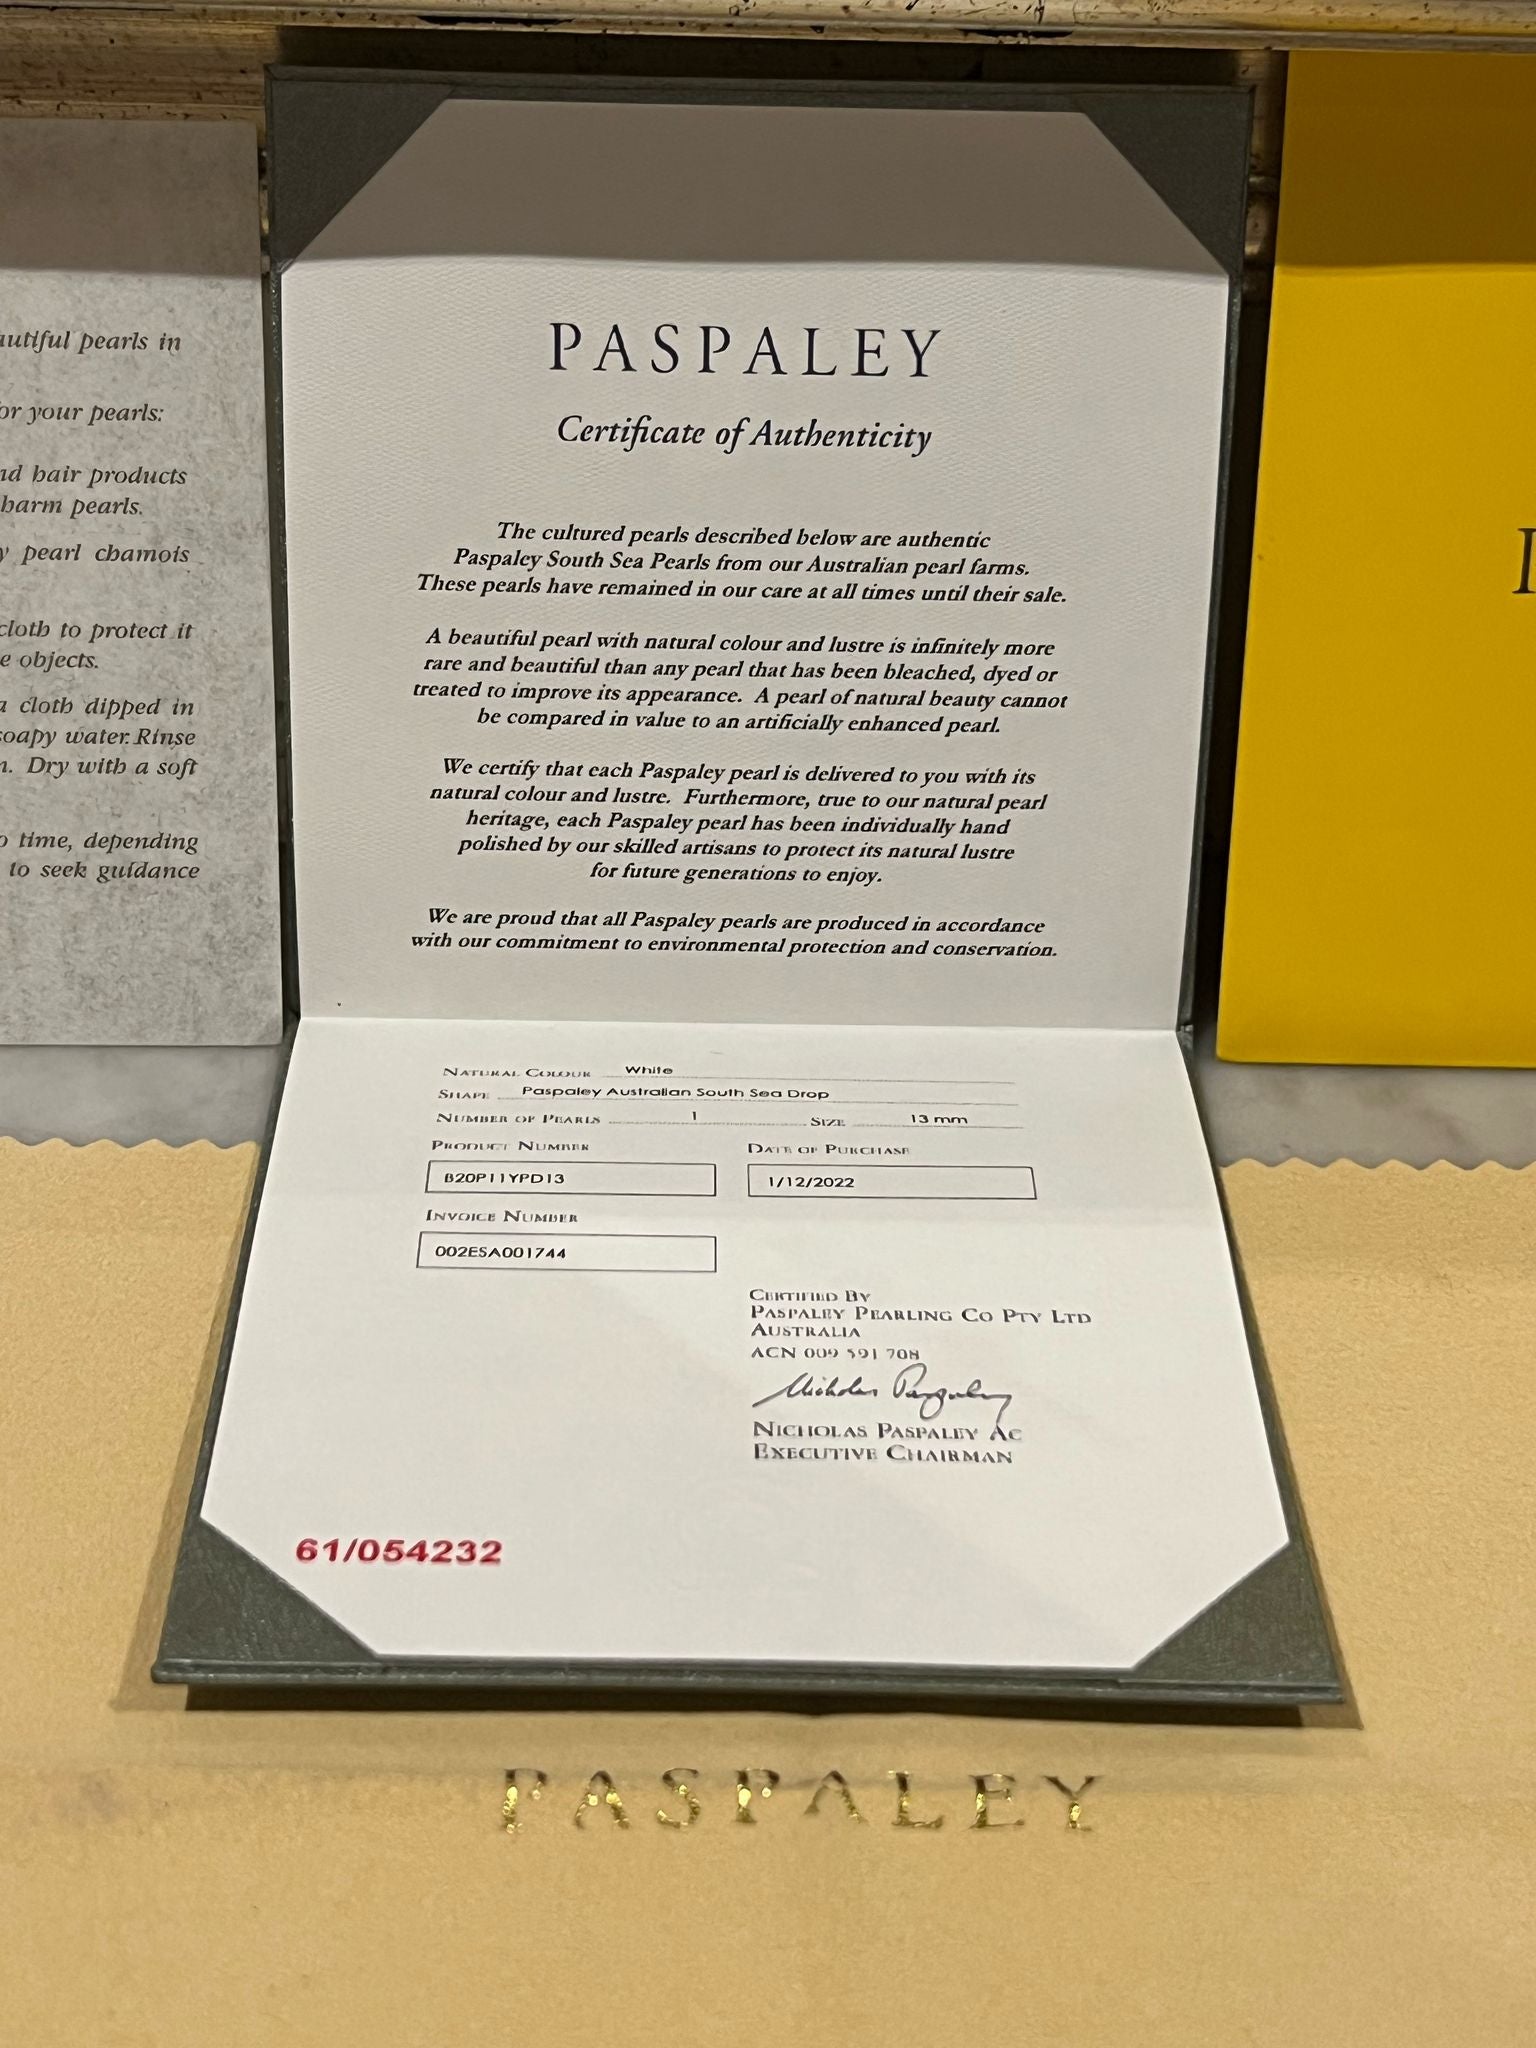 autiful pearls in
or your pearls:
nd hair products
harm pearls.
y pearl chamois
cloth to protect it
e objects.
a cloth dipped in
soapy water. Rinse
n. Dry with a soft
o time, depending
to seek guidance
PASPALEY
Certificate of Authenticity
The cultured pearls described below are authentic
Paspaley South Sea Pearls from our Australian pearl farms.
These pearls have remained in our care at all times until their sale.
A beautiful pearl with natural colour and lustre is infinitely more
rare and beautiful than any pearl that has been bleached, dyed or
treated to improve its appearance. A pearl of natural beauty cannot
be compared in value to an artificially enhanced pearl.
We certify that each Paspaley pearl is delivered to you with its
natural colour and lustre. Furthermore, true to our natural pearl
heritage, each Paspaley pearl has been individually hand
polished by our skilled artisans to protect its natural lustre
for future generations to enjoy.
We are proud that all Paspaley pearls are produced in accordance
with our commitment to environmental protection and conservation.
NATURAL COLOUR White
SHAPE Paspaley Australian South Sea Drop
NUMBER OF PEARLS 1 SIZE 13 mm
PRODUCT NUMBER DATE OF PURCHASE
B20P11YPD13 1/12/2022
INVOICE NUMBER
002ESA001744
CERTIFIED BY
PASPALEY PEARLING CO PTY LTD
AUSTRALIA
ACN 009 591 708
Nicholas Paspaley
NICHOLAS PASPALEY AC
EXECUTIVE CHAIRMAN
61/054232
PASPALEY